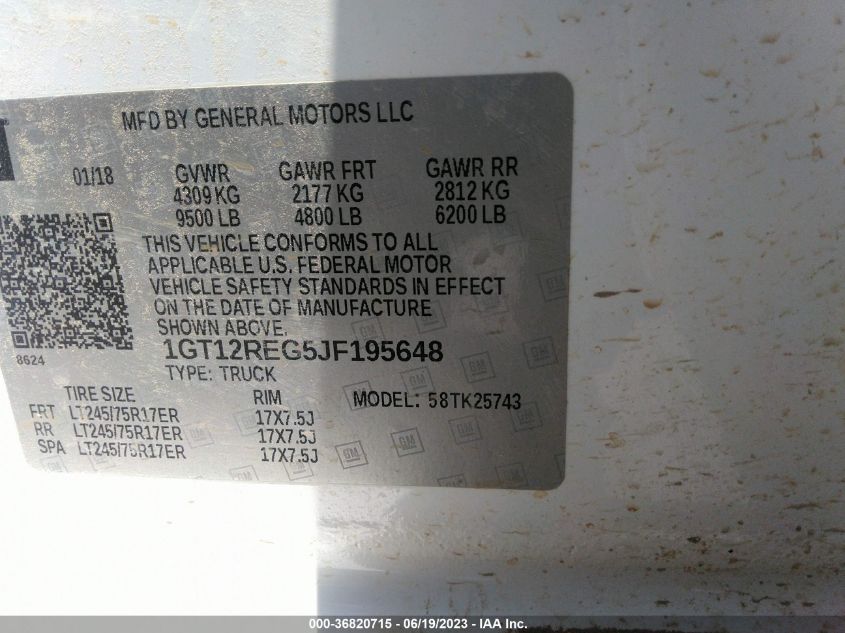 MFD BY GENERAL MOTORS LLC
01/18 GVWR GAWR FRT GAWR RR
4309 KG 2177 KG 2812 KG
9500 LB 4800 LB 6200 LB
THIS VEHICLE CONFORMS TO ALL
APPLICABLE U.S. FEDERAL MOTOR
VEHICLE SAFETY STANDARDS IN EFFECT
ON THE DATE OF MANUFACTURE
SHOWN ABOVE.
8624
1GT12REG5JF195648
TYPE: TRUCK
TIRE SIZE RIM MODEL: 58TK25743
FRT LT245/75R17ER 17X7.5J
RR LT245/75R17ER 17X7.5J
SPA LT245/75R17ER 17X7.5J
GM
000-36820715 - 06/19/2023 - IAA Inc.